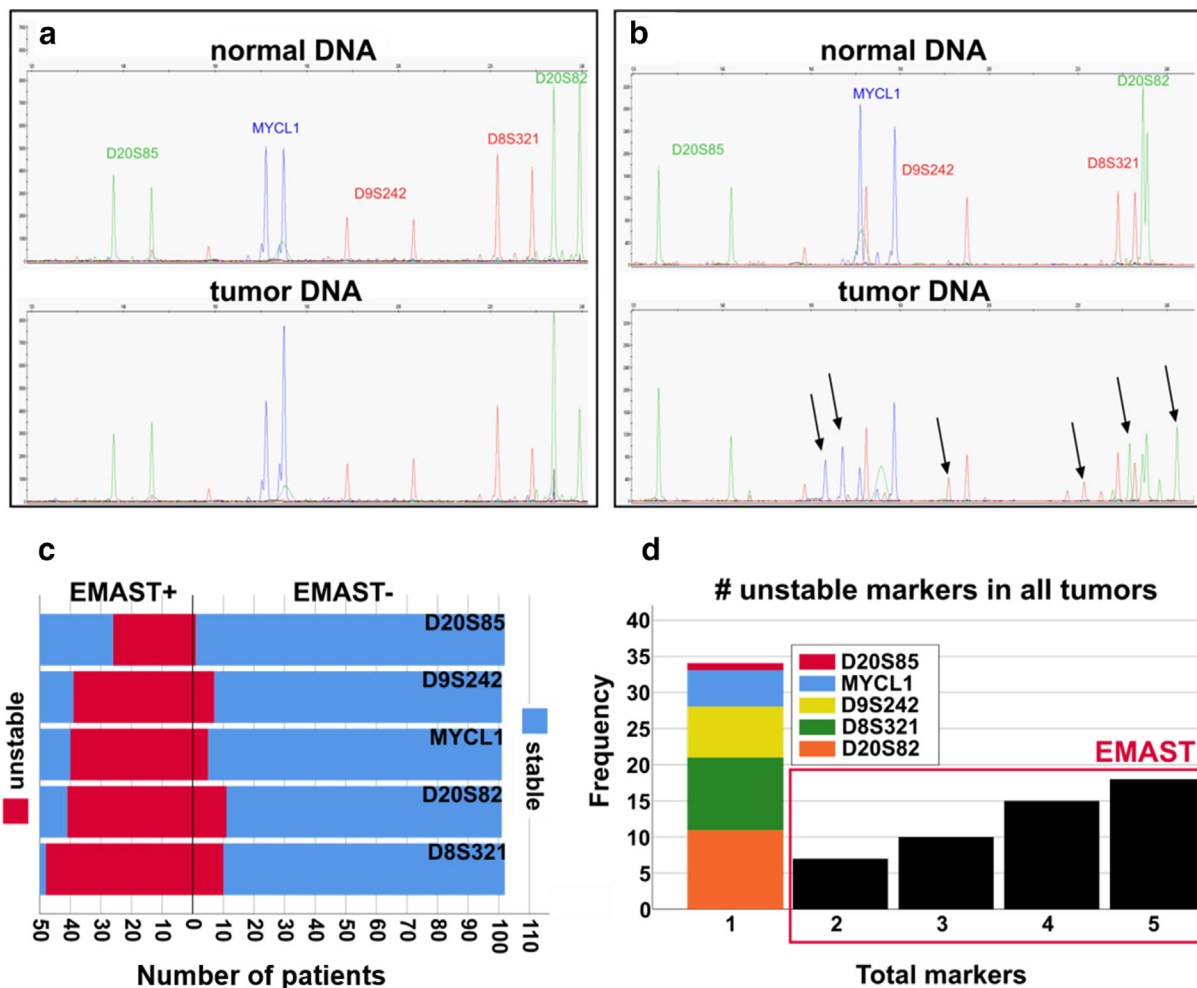 a
normal DNA
D20S85
MYCL1
D9S242
D8S321
D20S82
tumor DNA
b
normal DNA
D20S85
MYCL1
D9S242
D8S321
D20S82
tumor DNA
c
EMAST+ EMAST-
D20S85
D9S242
MYCL1
D20S82
D8S321
unstable
stable
50 40 30 20 10 0 10 20 30 40 50 60 70 80 90 100 110
Number of patients
d
# unstable markers in all tumors
Frequency
40
35
30
25
20
15
10
5
0
D20S85
MYCL1
D9S242
D8S321
D20S82
EMAST
1 2 3 4 5
Total markers